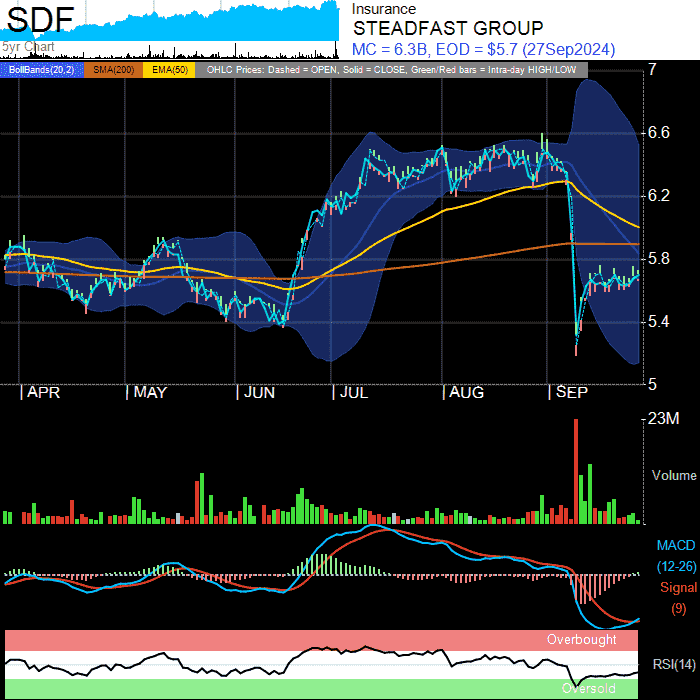 SDF
Insurance
STEADFAST GROUP
5yr Chart
MC = 6.3B, EOD = $5.7 (27Sep2024)
BollBands(20,2) SMA(200) EMA(50) OHLC Prices: Dashed = OPEN, Solid = CLOSE, Green/Red bars = Intra-day HIGH/LOW
7
6.6
6.2
5.8
5.4
5
APR MAY JUN JUL AUG SEP
23M
Volume
MACD
(12-26)
Signal
(9)
Overbought
RSI(14)
Oversold